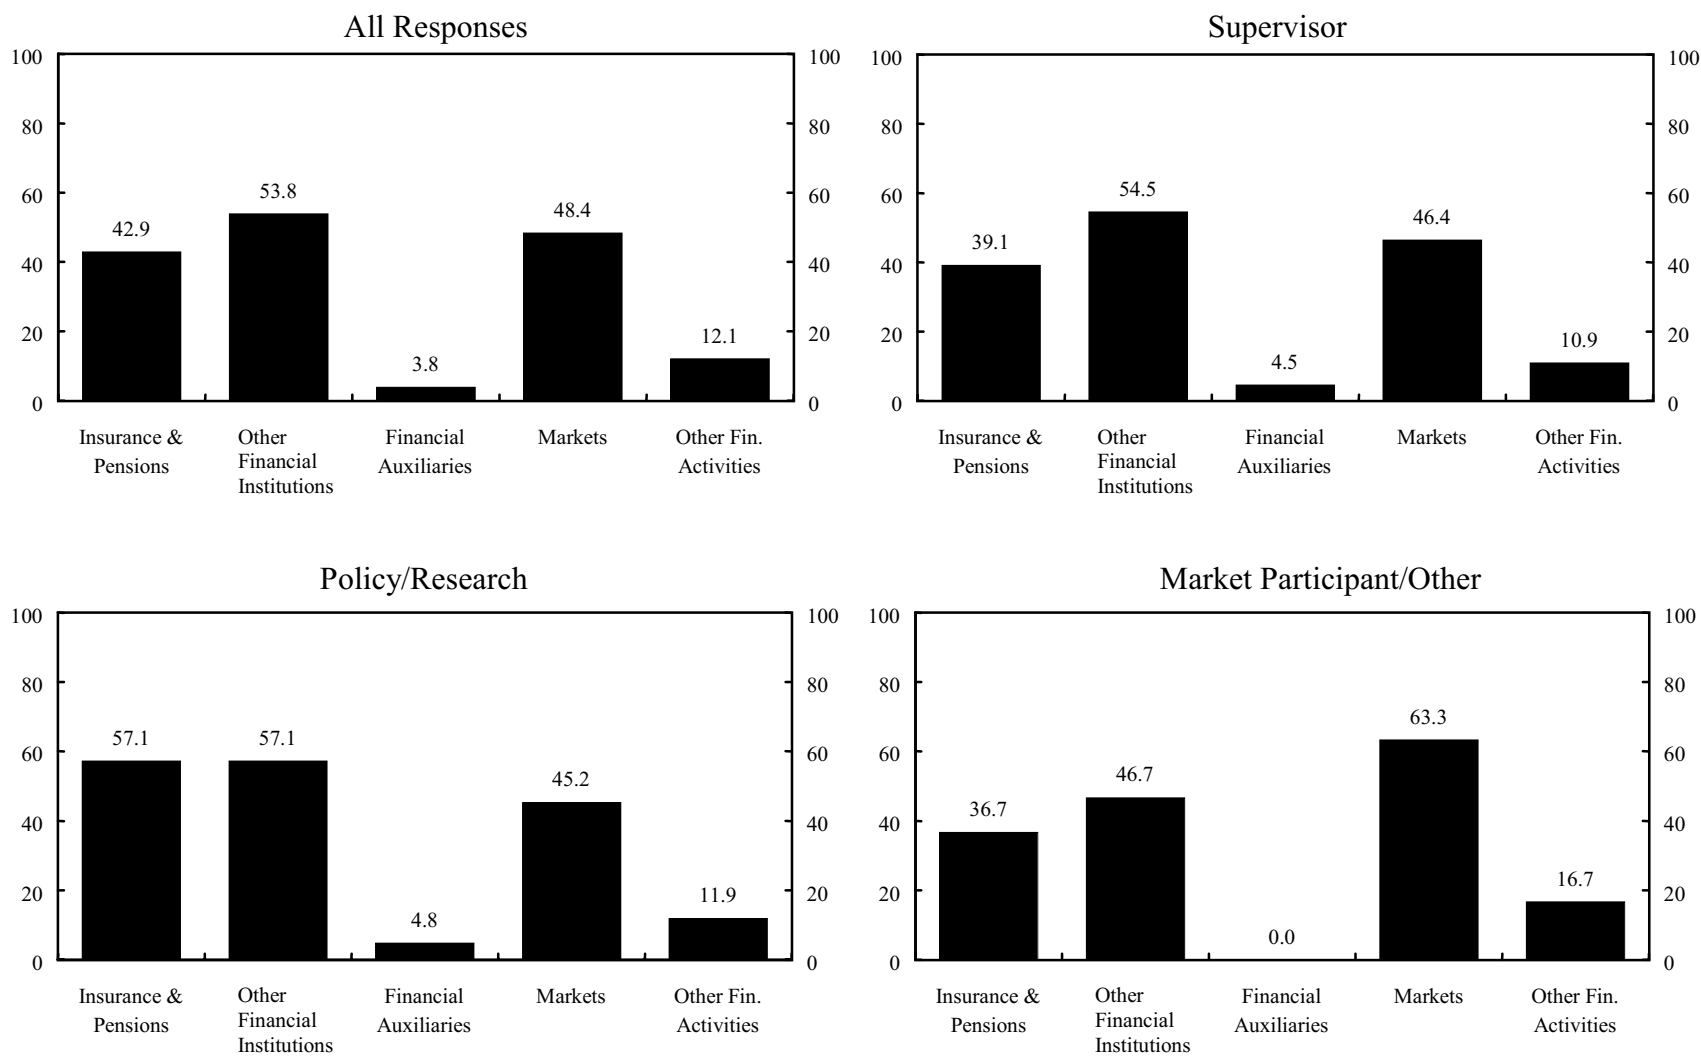 All Responses
100 100
80 80
60 60
40 40
20 20
0 0
42.9
53.8
3.8
48.4
12.1
Insurance &
Pensions
Other
Financial
Institutions
Financial
Auxiliaries
Markets
Other Fin.
Activities
Supervisor
100 100
80 80
60 60
40 40
20 20
0 0
39.1
54.5
4.5
46.4
10.9
Insurance &
Pensions
Other
Financial
Institutions
Financial
Auxiliaries
Markets
Other Fin.
Activities
Policy/Research
100 100
80 80
60 60
40 40
20 20
0 0
57.1
57.1
4.8
45.2
11.9
Insurance &
Pensions
Other
Financial
Institutions
Financial
Auxiliaries
Markets
Other Fin.
Activities
Market Participant/Other
100 100
80 80
60 60
40 40
20 20
0 0
36.7
46.7
0.0
63.3
16.7
Insurance &
Pensions
Other
Financial
Institutions
Financial
Auxiliaries
Markets
Other Fin.
Activities